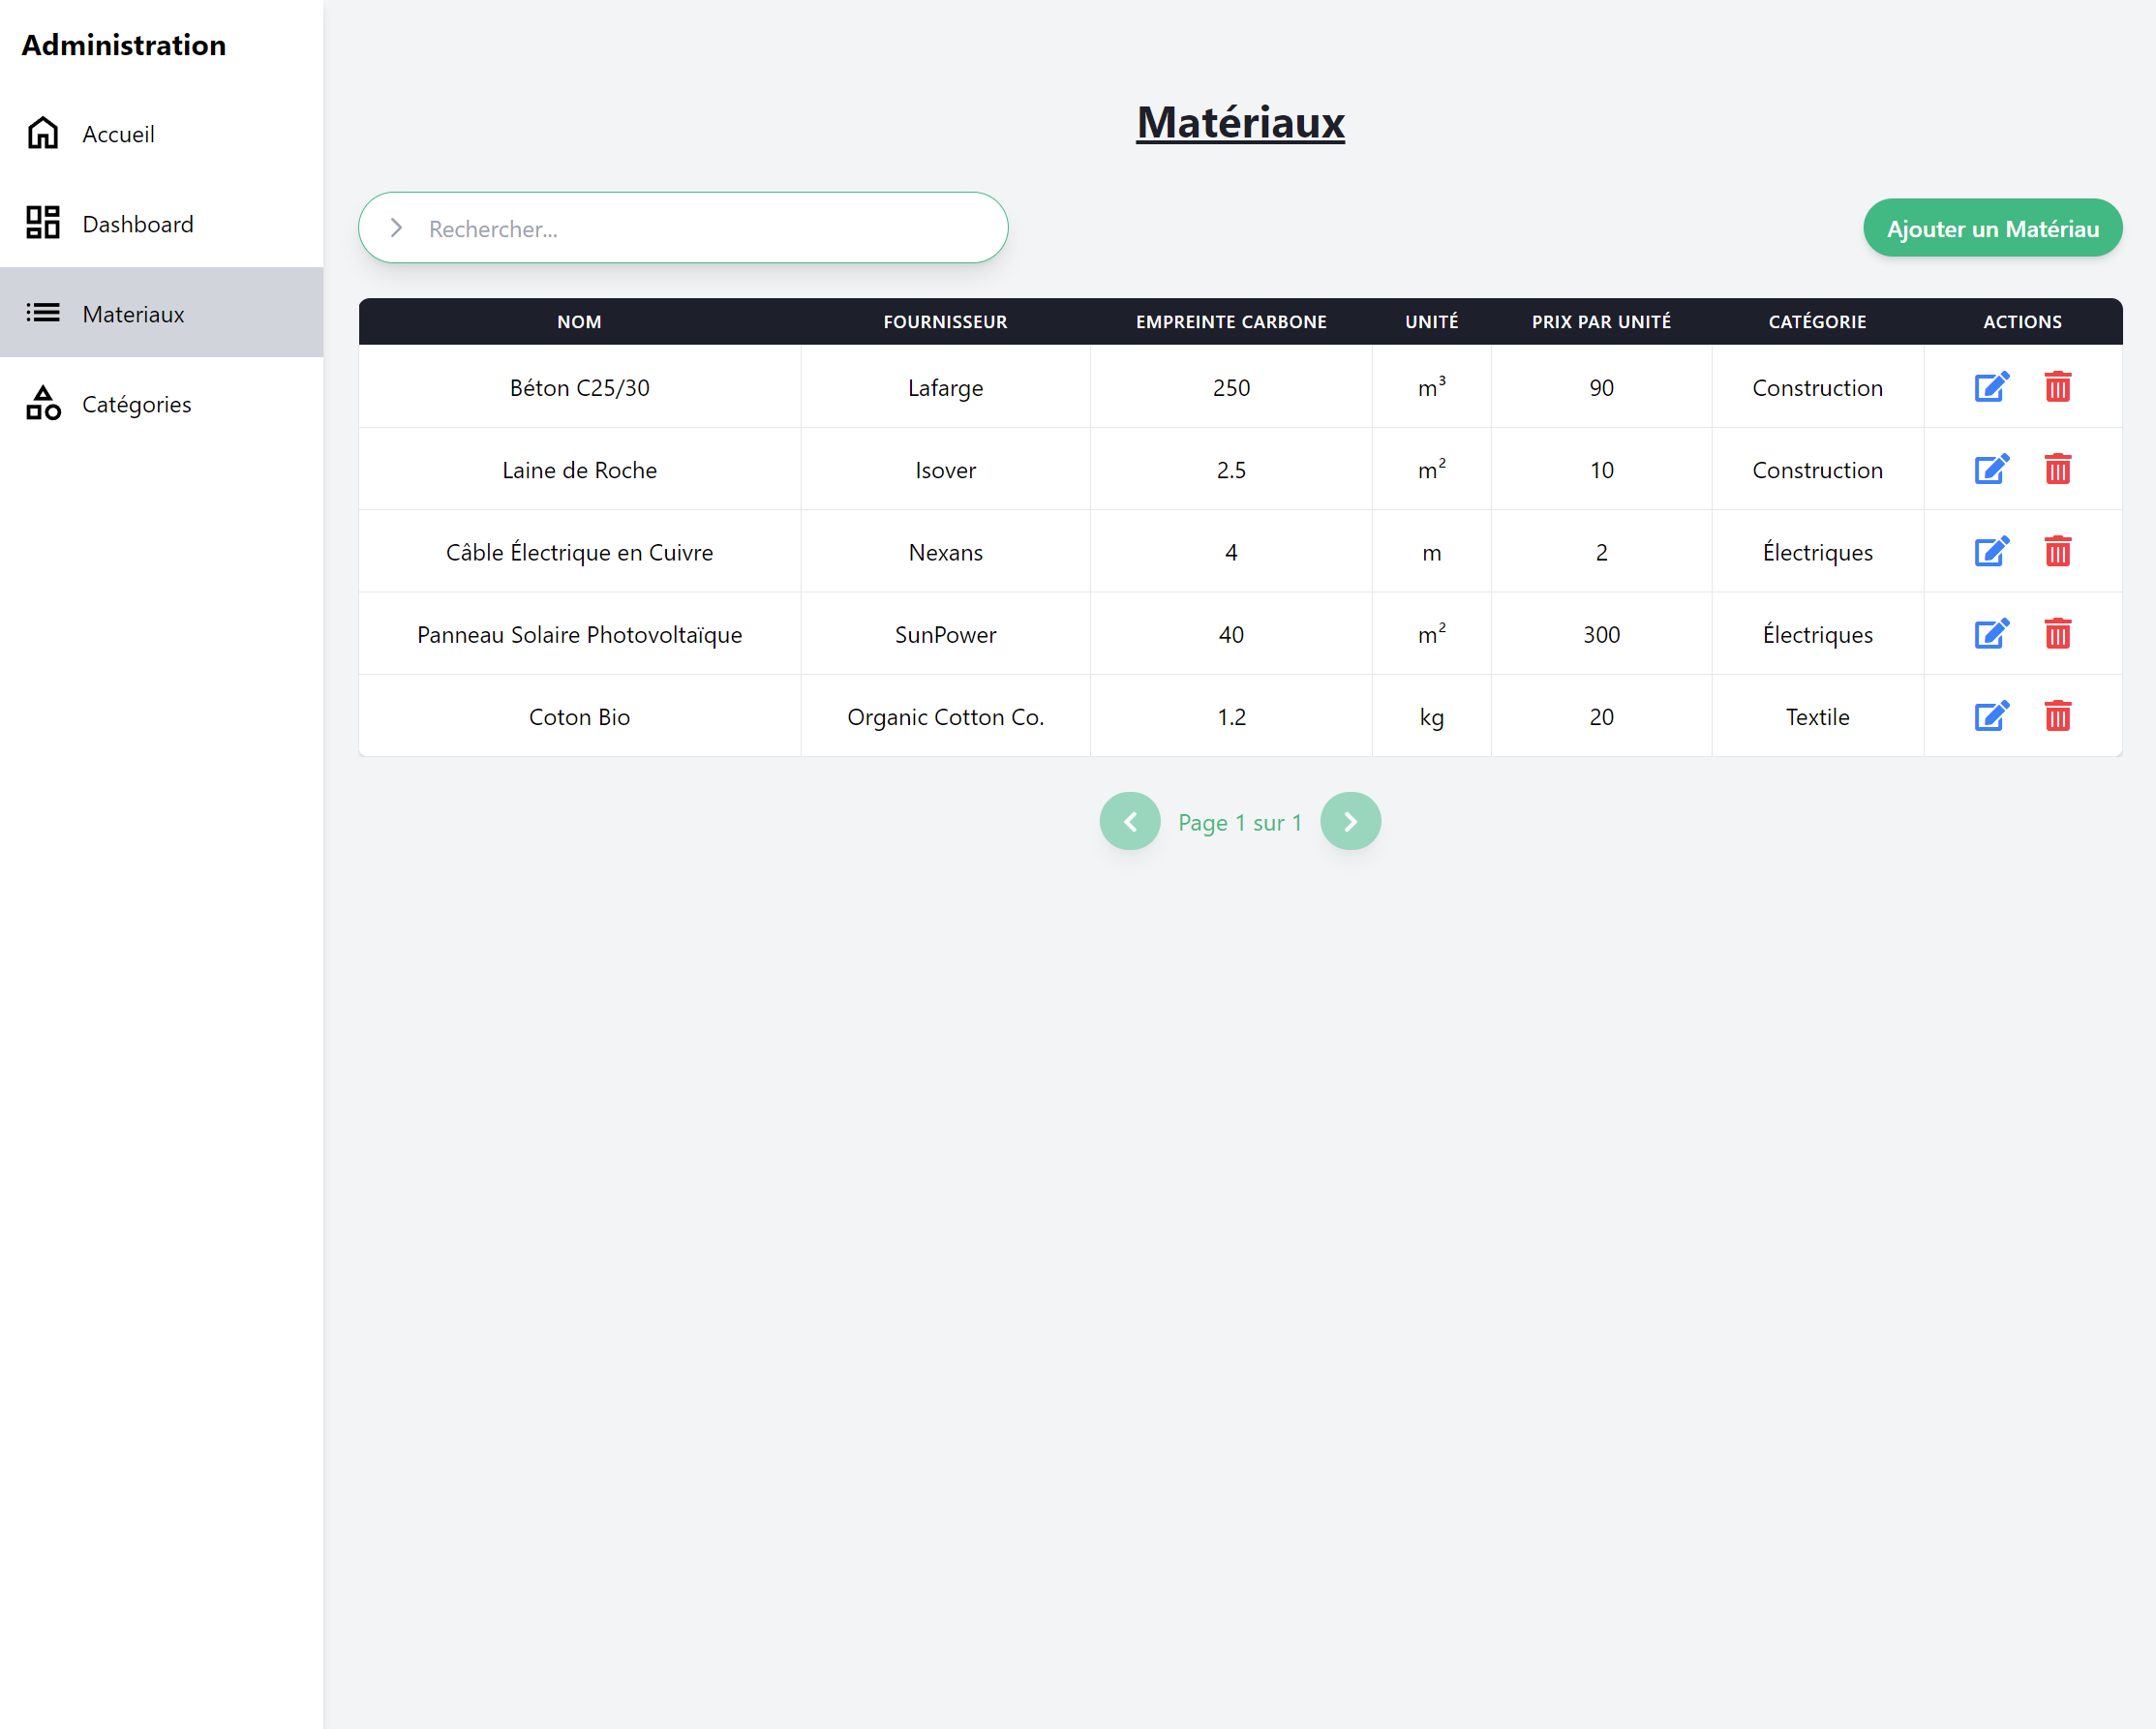 Administration
Accueil
Dashboard
Materiaux
Catégories
Matériaux
Rechercher...
Ajouter un Matériau
NOM FOURNISSEUR EMPREINTE CARBONE UNITÉ PRIX PAR UNITÉ CATÉGORIE ACTIONS
Béton C25/30 Lafarge 250 m³ 90 Construction
Laine de Roche Isover 2.5 m² 10 Construction
Câble Électrique en Cuivre Nexans 4 m 2 Électriques
Panneau Solaire Photovoltaïque SunPower 40 m² 300 Électriques
Coton Bio Organic Cotton Co. 1.2 kg 20 Textile
Page 1 sur 1